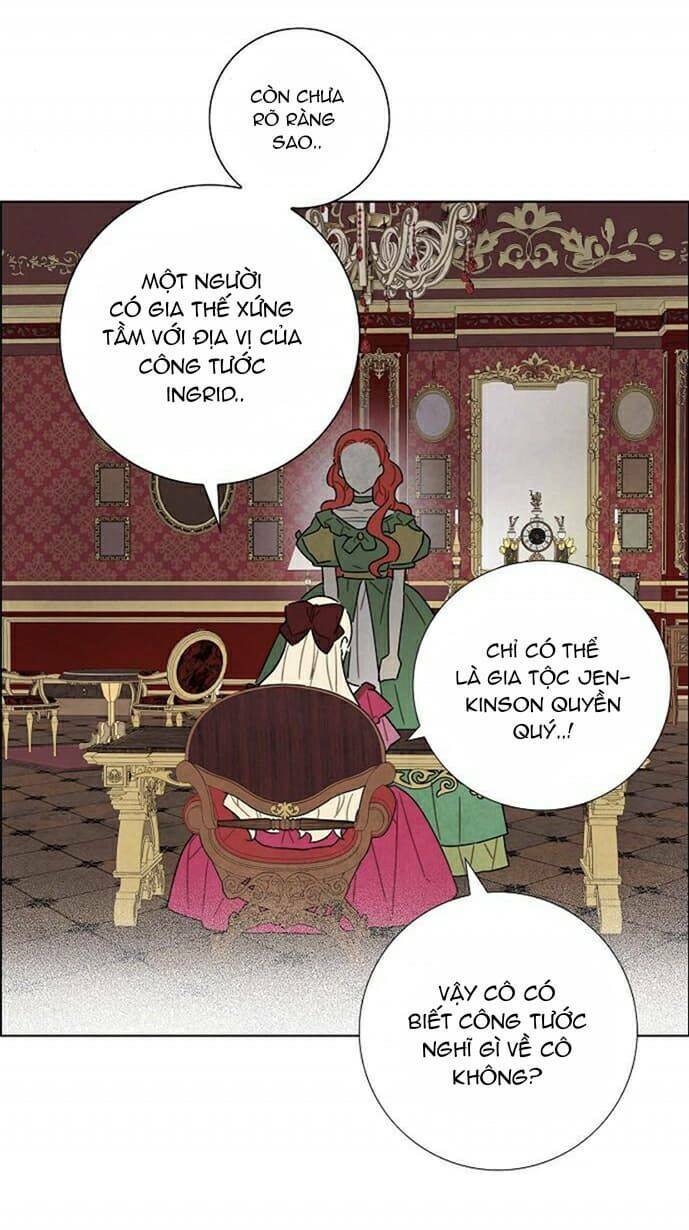 CÒN CHƯA
RÕ RÀNG
SAO..
MỘT NGƯỜI
CÓ GIA THẾ XỨNG
TẦM VỚI ĐỊA VỊ CỦA
CÔNG TƯỚC
INGRID..
CHỈ CÓ THỂ
LÀ GIA TỘC JEN-
KINSON QUYỀN
QUÝ..!
VẬY CÔ CÓ
BIẾT CÔNG TƯỚC
NGHĨ GÌ VỀ CÔ
KHÔNG?